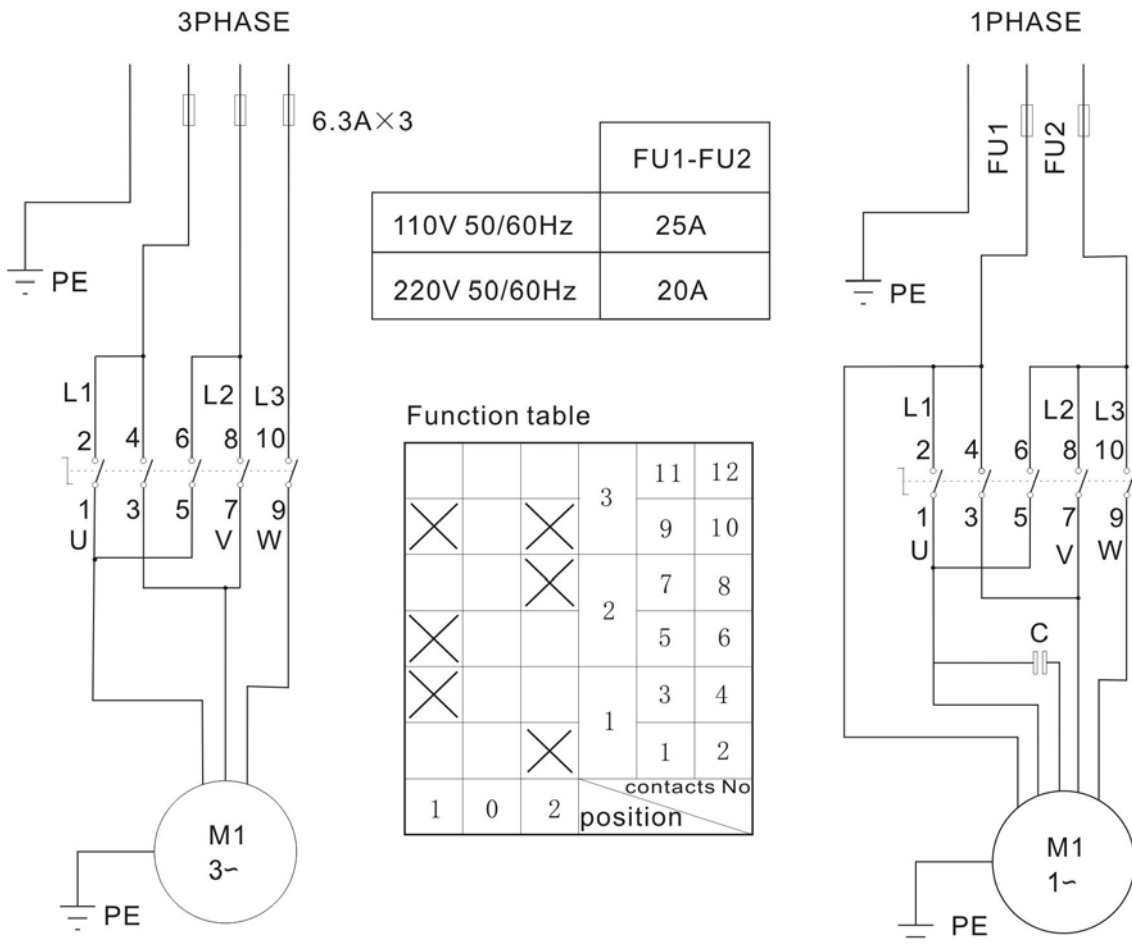 3PHASE
6.3A×3
PE
L1 L2 L3
2 4 6 8 10
1 3 5 7 9
U V W
M1
3~
PE
FU1-FU2
110V 50/60Hz 25A
220V 50/60Hz 20A
Function table
3 11 12
9 10
2 7 8
5 6
1 3 4
1 2
contacts No
1 0 2 position
1PHASE
FU1 FU2
PE
L1 L2 L3
2 4 6 8 10
1 3 5 7 9
U V W
C
M1
1~
PE